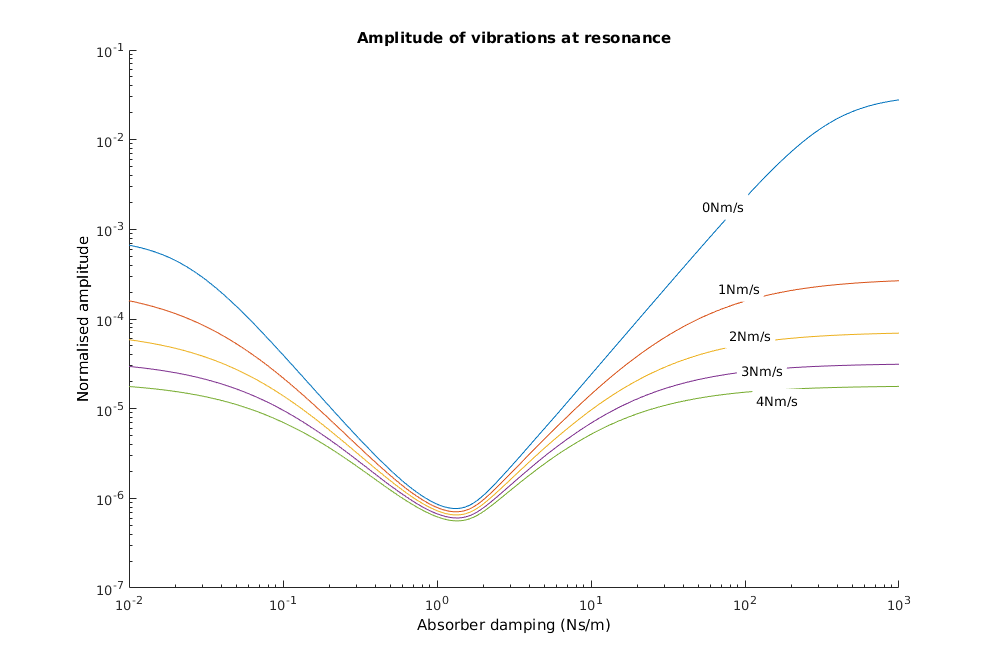 Amplitude of vibrations at resonance
Normalised amplitude
10^-1
10^-2
10^-3
10^-4
10^-5
10^-6
10^-7
0Nm/s
1Nm/s
2Nm/s
3Nm/s
4Nm/s
10^-2 10^-1 10^0 10^1 10^2 10^3
Absorber damping (Ns/m)